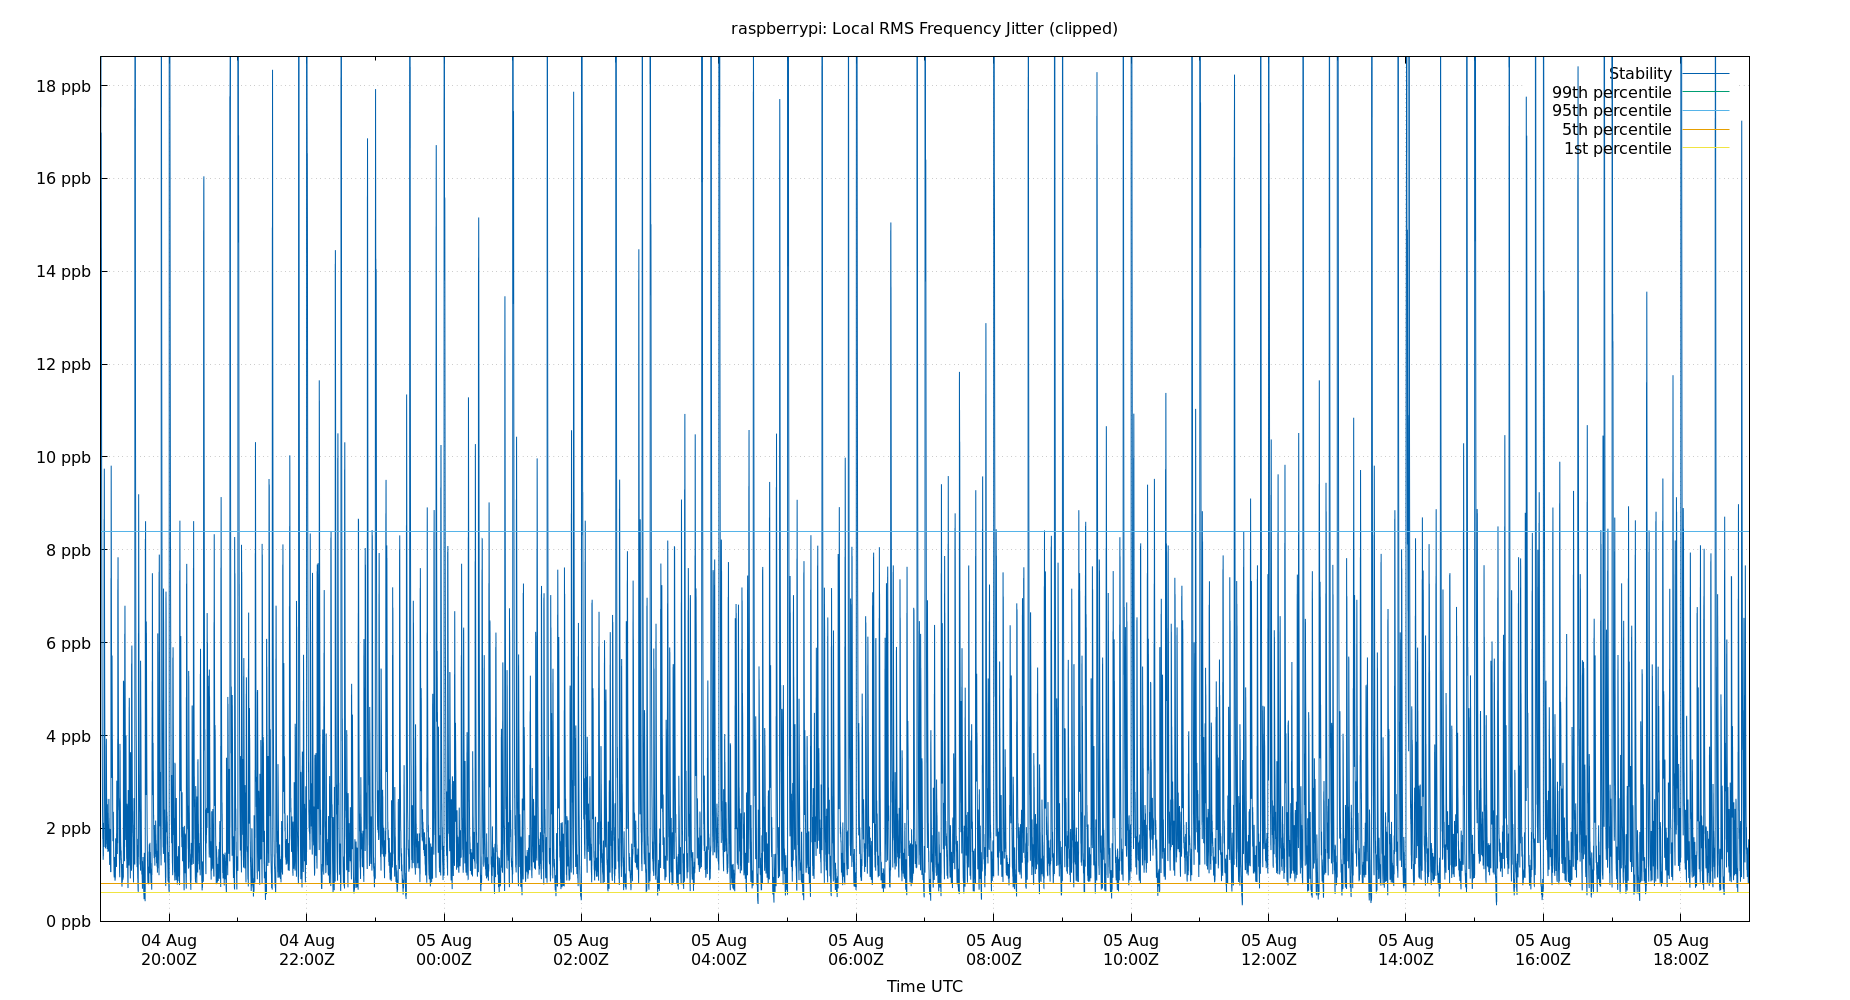 raspberrypi: Local RMS Frequency Jitter (clipped)
18 ppb
16 ppb
14 ppb
12 ppb
10 ppb
8 ppb
6 ppb
4 ppb
2 ppb
0 ppb
Stability
99th percentile
95th percentile
5th percentile
1st percentile
04 Aug
20:00Z
04 Aug
22:00Z
05 Aug
00:00Z
05 Aug
02:00Z
05 Aug
04:00Z
05 Aug
06:00Z
05 Aug
08:00Z
05 Aug
10:00Z
05 Aug
12:00Z
05 Aug
14:00Z
05 Aug
16:00Z
05 Aug
18:00Z
Time UTC